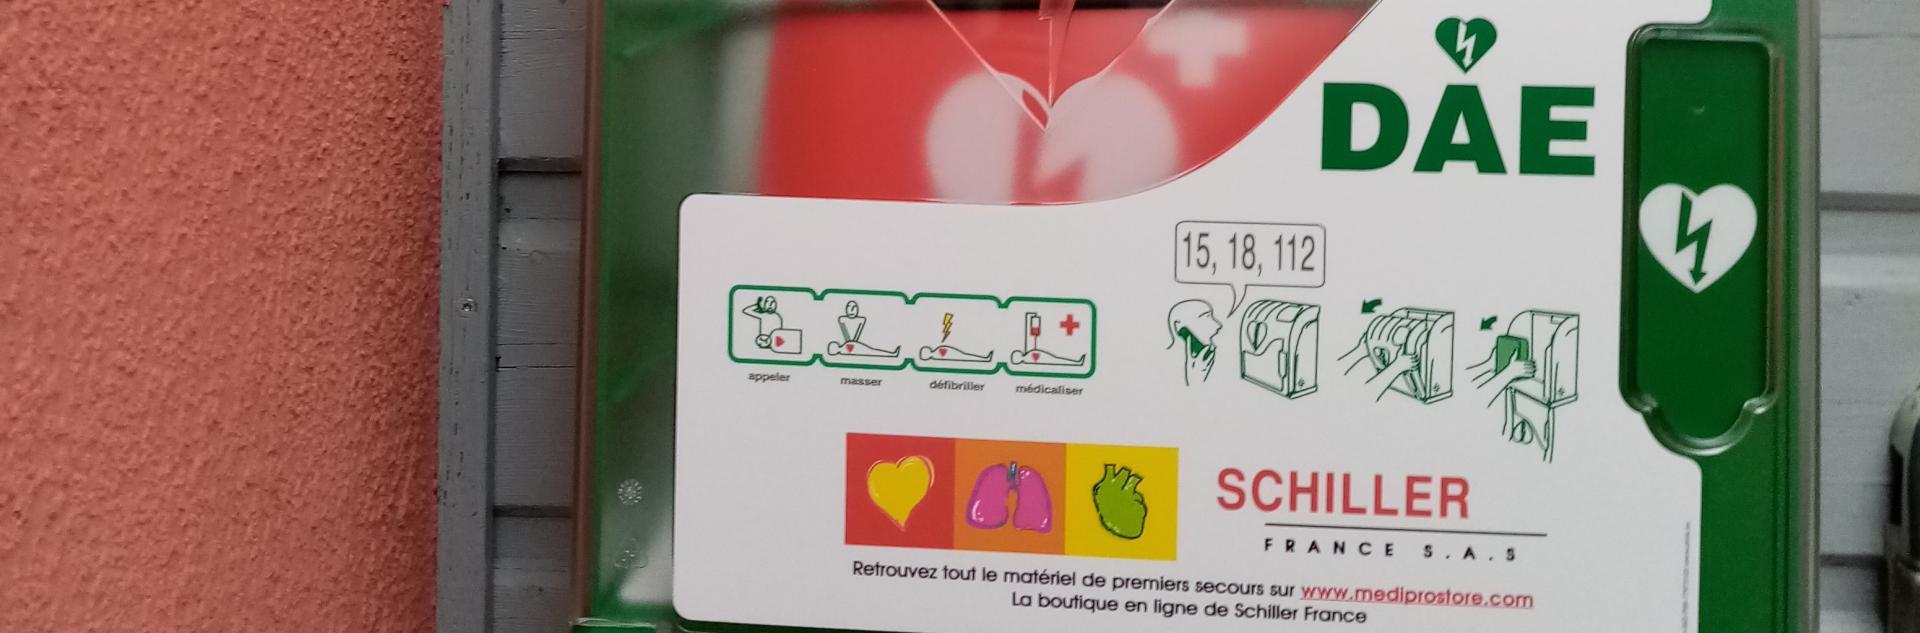 DAE
15, 18, 112
appeler
masser
défibriller
médicaliser
SCHILLER
FRANCE S.A.S
Retrouvez tout le matériel de premiers secours sur www.mediprostore.com
La boutique en ligne de Schiller France